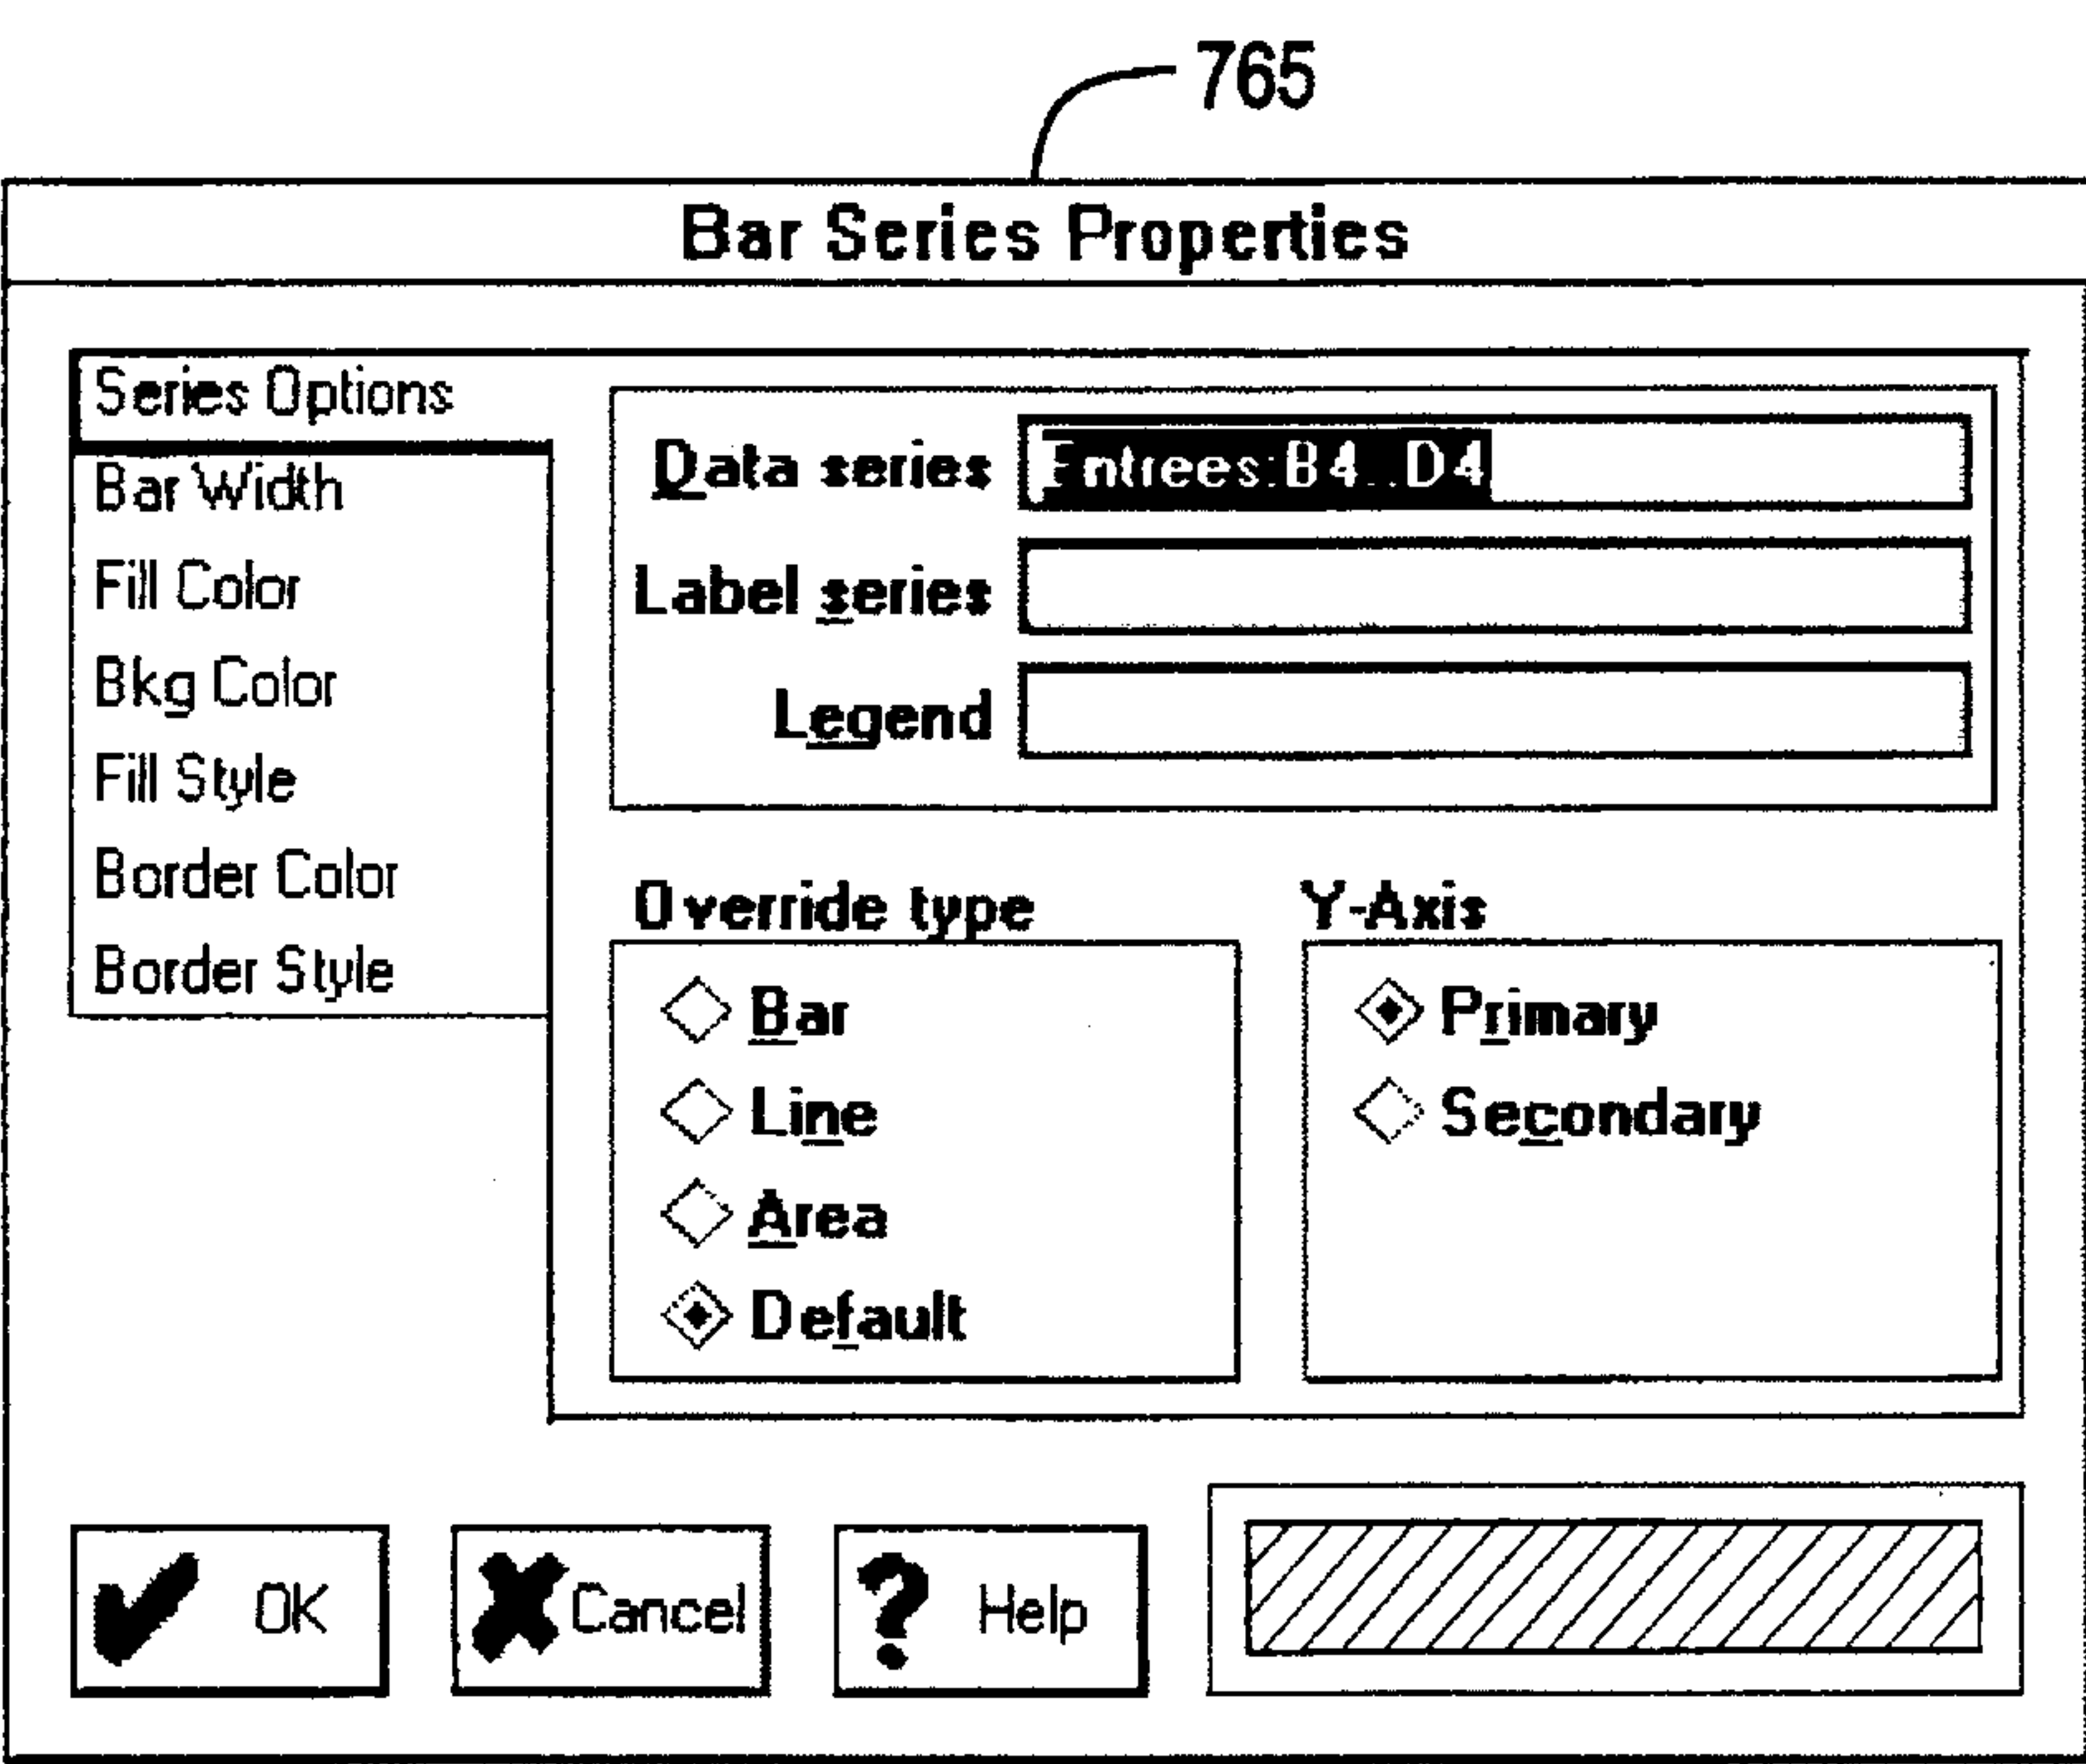 765
Bar Series Properties
Series Options
Bar Width
Fill Color
Bkg Color
Fill Style
Border Color
Border Style
Data series Entrees:B4..D4
Label series
Legend
Override type
Bar
Line
Area
Default
Y-Axis
Primary
Secondary
OK
Cancel
Help